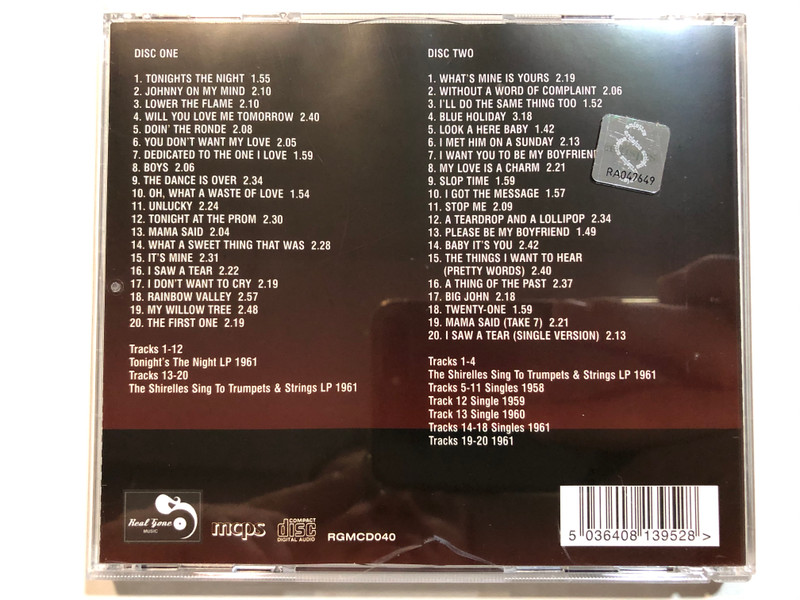 DISC ONE
1. TONIGHTS THE NIGHT 1.55
2. JOHNNY ON MY MIND 2.10
3. LOWER THE FLAME 2.10
4. WILL YOU LOVE ME TOMORROW 2.40
5. DOIN' THE RONDE 2.08
6. YOU DON'T WANT MY LOVE 2.05
7. DEDICATED TO THE ONE I LOVE 1.59
8. BOYS 2.06
9. THE DANCE IS OVER 2.34
10. OH, WHAT A WASTE OF LOVE 1.54
11. UNLUCKY 2.24
12. TONIGHT AT THE PROM 2.30
13. MAMA SAID 2.04
14. WHAT A SWEET THING THAT WAS 2.28
15. IT'S MINE 2.31
16. I SAW A TEAR 2.22
17. I DON'T WANT TO CRY 2.19
18. RAINBOW VALLEY 2.57
19. MY WILLOW TREE 2.48
20. THE FIRST ONE 2.19
Tracks 1-12
Tonight's The Night LP 1961
Tracks 13-20
The Shirelles Sing To Trumpets & Strings LP 1961
DISC TWO
1. WHAT'S MINE IS YOURS 2.19
2. WITHOUT A WORD OF COMPLAINT 2.06
3. I'LL DO THE SAME THING TOO 1.52
4. BLUE HOLIDAY 3.18
5. LOOK A HERE BABY 1.42
6. I MET HIM ON A SUNDAY 2.13
7. I WANT YOU TO BE MY BOYFRIEND
8. MY LOVE IS A CHARM 2.21
9. SLOP TIME 1.59
10. I GOT THE MESSAGE 1.57
11. STOP ME 2.09
12. A TEARDROP AND A LOLLIPOP 2.34
13. PLEASE BE MY BOYFRIEND 1.49
14. BABY IT'S YOU 2.42
15. THE THINGS I WANT TO HEAR
(PRETTY WORDS) 2.40
16. A THING OF THE PAST 2.37
17. BIG JOHN 2.18
18. TWENTY-ONE 1.59
19. MAMA SAID (TAKE 7) 2.21
20. I SAW A TEAR (SINGLE VERSION) 2.13
Tracks 1-4
The Shirelles Sing To Trumpets & Strings LP 1961
Tracks 5-11 Singles 1958
Track 12 Single 1959
Track 13 Single 1960
Tracks 14-18 Singles 1961
Tracks 19-20 1961
RA047649
Real Gone
MUSIC
mcps
COMPACT
disc
DIGITAL AUDIO
RGMCD040
5 036408 139528 >